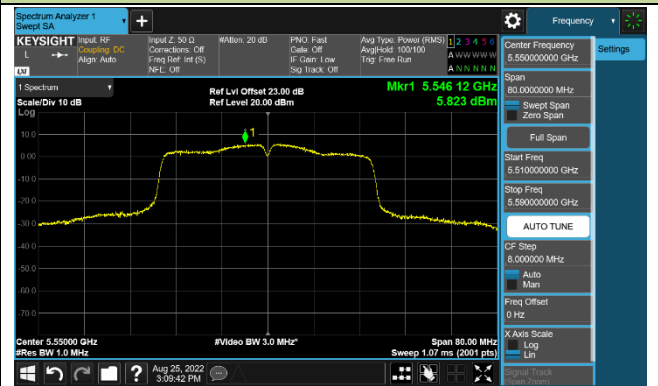 Spectrum Analyzer 1
Swept SA
+
Frequency
KEYSIGHT
L
LXI
Input: RF
Coupling: DC
Align: Auto
Input Z: 50 Ω
Corrections: Off
Freq Ref: Int (S)
NFE: Off
#Atten: 20 dB
PNO: Fast
Gate: Off
IF Gain: Low
Sig Track: Off
Avg Type: Power (RMS)
Avg|Hold: 100/100
Trig: Free Run
1 2 3 4 5 6
A W W W W W
A N N N N N
1 Spectrum
Scale/Div 10 dB
Log
Ref Lvl Offset 23.00 dB
Ref Level 20.00 dBm
Mkr1 5.546 12 GHz
5.823 dBm
1
10.0
0.00
-10.0
-20.0
-30.0
-40.0
-50.0
-60.0
-70.0
Center 5.55000 GHz
#Res BW 1.0 MHz
#Video BW 3.0 MHz*
Span 80.00 MHz
Sweep 1.07 ms (2001 pts)
Center Frequency
5.550000000 GHz
Settings
Span
80.0000000 MHz
Swept Span
Zero Span
Full Span
Start Freq
5.510000000 GHz
Stop Freq
5.590000000 GHz
AUTO TUNE
CF Step
8.000000 MHz
Auto
Man
Freq Offset
0 Hz
X Axis Scale
Log
Lin
Signal Track
(Span Zoom)
?
Aug 25, 2022
3:09:42 PM